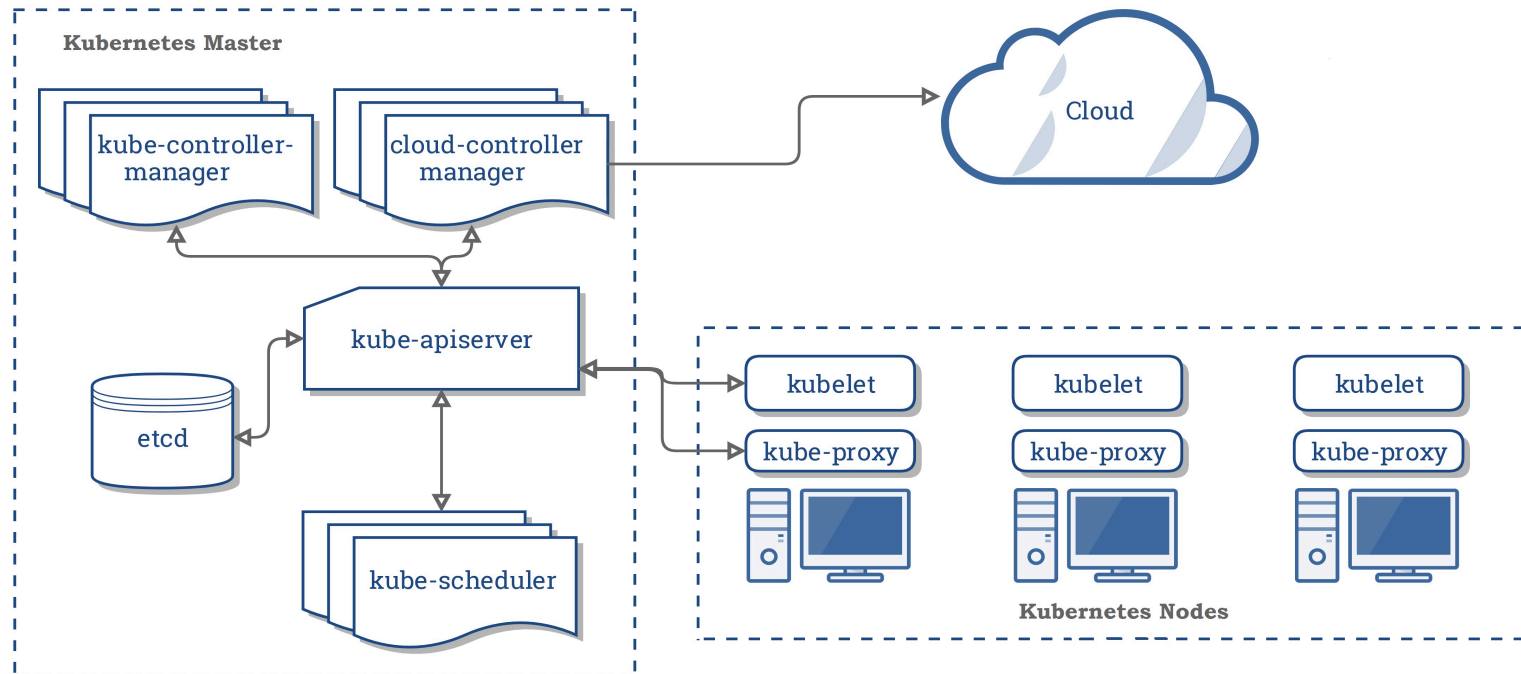 Kubernetes Master
kube-controller-
manager
cloud-controller
manager
Cloud
kube-apiserver
etcd
kube-scheduler
kubelet
kubelet
kubelet
kube-proxy
kube-proxy
kube-proxy
Kubernetes Nodes